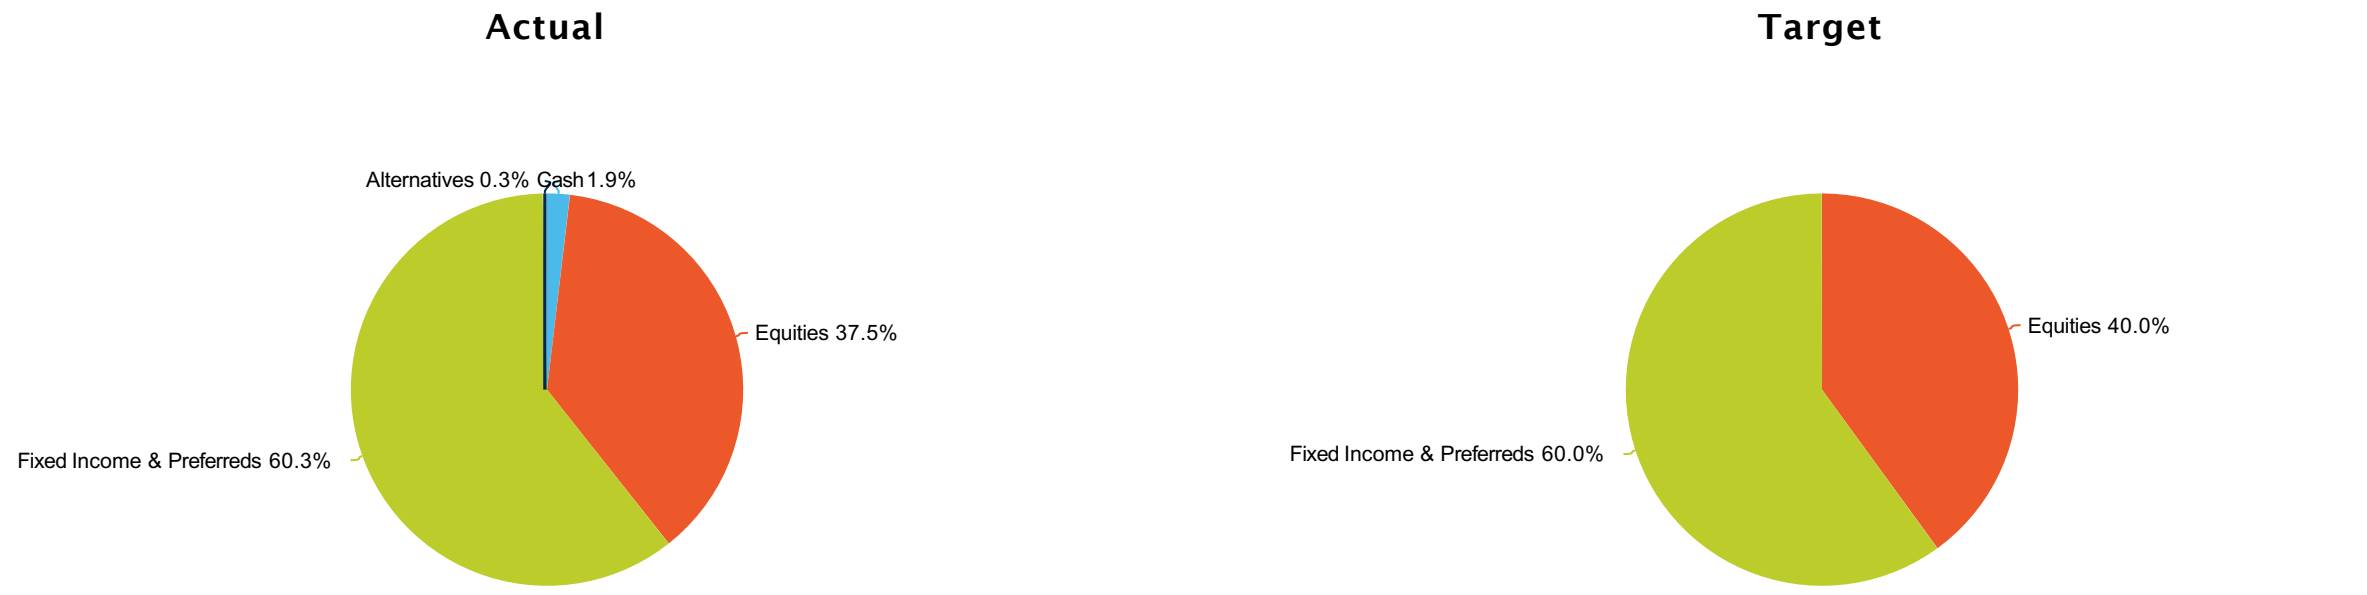 Actual
Target
Alternatives 0.3% Cash 1.9%
Equities 37.5%
Fixed Income & Preferreds 60.3%
Equities 40.0%
Fixed Income & Preferreds 60.0%